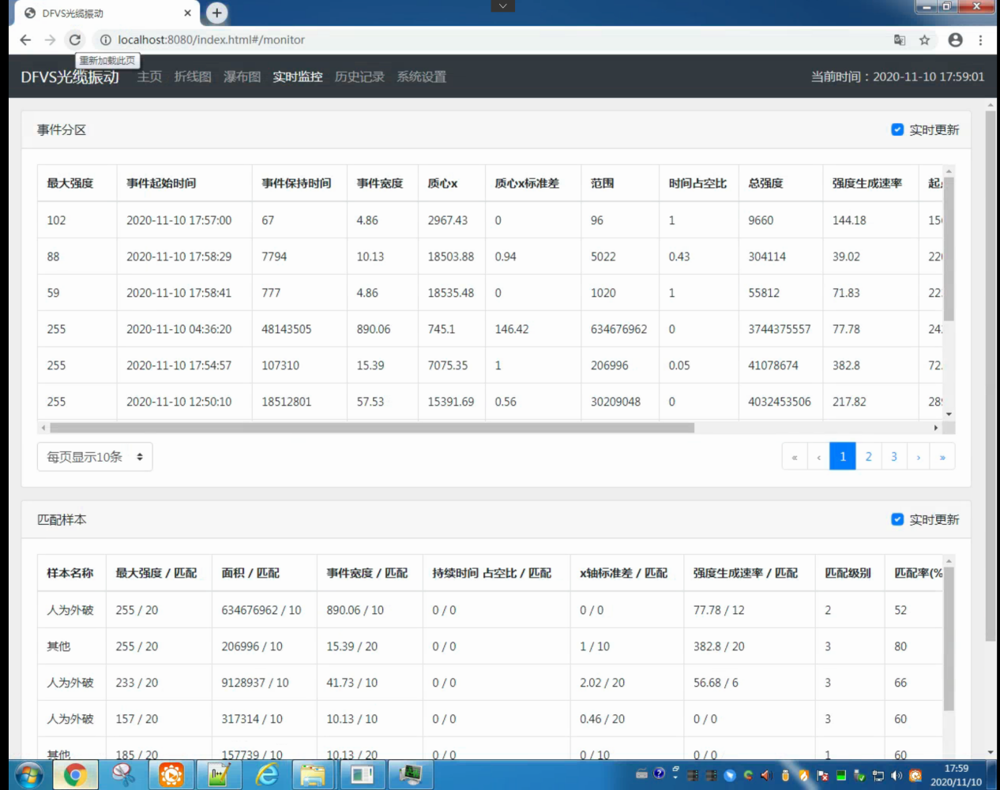 DFVS光缆振动
localhost:8080/index.html#/monitor
重新加载此页
DFVS光缆振动 主页 折线图 瀑布图 实时监控 历史记录 系统设置 当前时间：2020-11-10 17:59:01
事件分区 实时更新
最大强度 事件起始时间 事件保持时间 事件宽度 质心x 质心x标准差 范围 时间占空比 总强度 强度生成速率
102 2020-11-10 17:57:00 67 4.86 2967.43 0 96 1 9660 144.18
88 2020-11-10 17:58:29 7794 10.13 18503.88 0.94 5022 0.43 304114 39.02
59 2020-11-10 17:58:41 777 4.86 18535.48 0 1020 1 55812 71.83
255 2020-11-10 04:36:20 48143505 890.06 745.1 146.42 634676962 0 3744375557 77.78
255 2020-11-10 17:54:57 107310 15.39 7075.35 1 206996 0.05 41078674 382.8
255 2020-11-10 12:50:10 18512801 57.53 15391.69 0.56 30209048 0 4032453506 217.82
每页显示10条 « ‹ 1 2 3 › »
匹配样本 实时更新
样本名称 最大强度 / 匹配 面积 / 匹配 事件宽度 / 匹配 持续时间 占空比 / 匹配 x轴标准差 / 匹配 强度生成速率 / 匹配 匹配级别 匹配率(%
人为外破 255 / 20 634676962 / 10 890.06 / 10 0 / 0 0 / 0 77.78 / 12 2 52
其他 255 / 20 206996 / 10 15.39 / 20 0 / 0 1 / 10 382.8 / 20 3 80
人为外破 233 / 20 9128937 / 10 41.73 / 10 0 / 0 2.02 / 20 56.68 / 6 3 66
人为外破 157 / 20 317314 / 10 10.13 / 10 0 / 0 0.46 / 20 0 / 0 3 60
其他 185 / 20 157739 / 10 10.13 / 20 0 / 0 0 / 10 0 / 0 1 60
17:59
2020/11/10